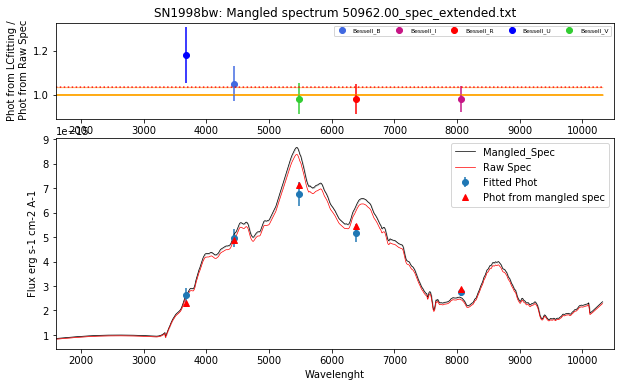 SN1998bw: Mangled spectrum 50962.00_spec_extended.txt
Phot from LCfitting /
Phot from Raw Spec
1.2
1.0
Bessell_B
Bessell_I
Bessell_R
Bessell_U
Bessell_V
2000 3000 4000 5000 6000 7000 8000 9000 10000
Flux erg s-1 cm-2 A-1
9
8
7
6
5
4
3
2
1
Mangled_Spec
Raw Spec
Fitted Phot
Phot from mangled spec
2000 3000 4000 5000 6000 7000 8000 9000 10000
Wavelenght